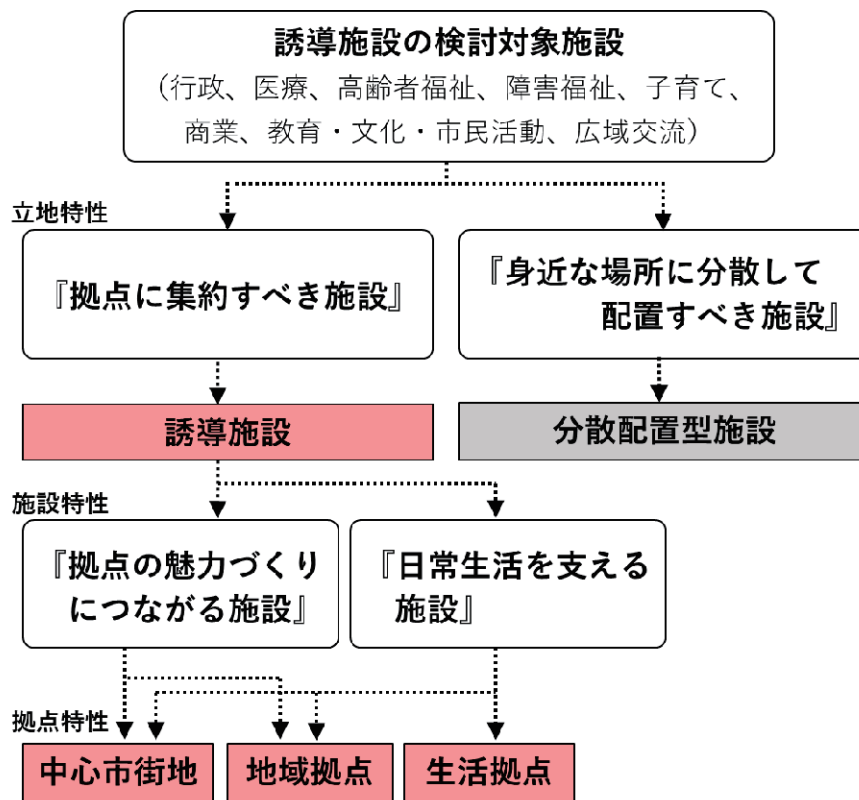 誘導施設の検討対象施設
（行政、医療、高齢者福祉、障害福祉、子育て、
商業、教育・文化・市民活動、広域交流）
立地特性
『拠点に集約すべき施設』
『身近な場所に分散して
配置すべき施設』
誘導施設
分散配置型施設
施設特性
『拠点の魅力づくり
につながる施設』
『日常生活を支える
施設』
拠点特性
中心市街地
地域拠点
生活拠点